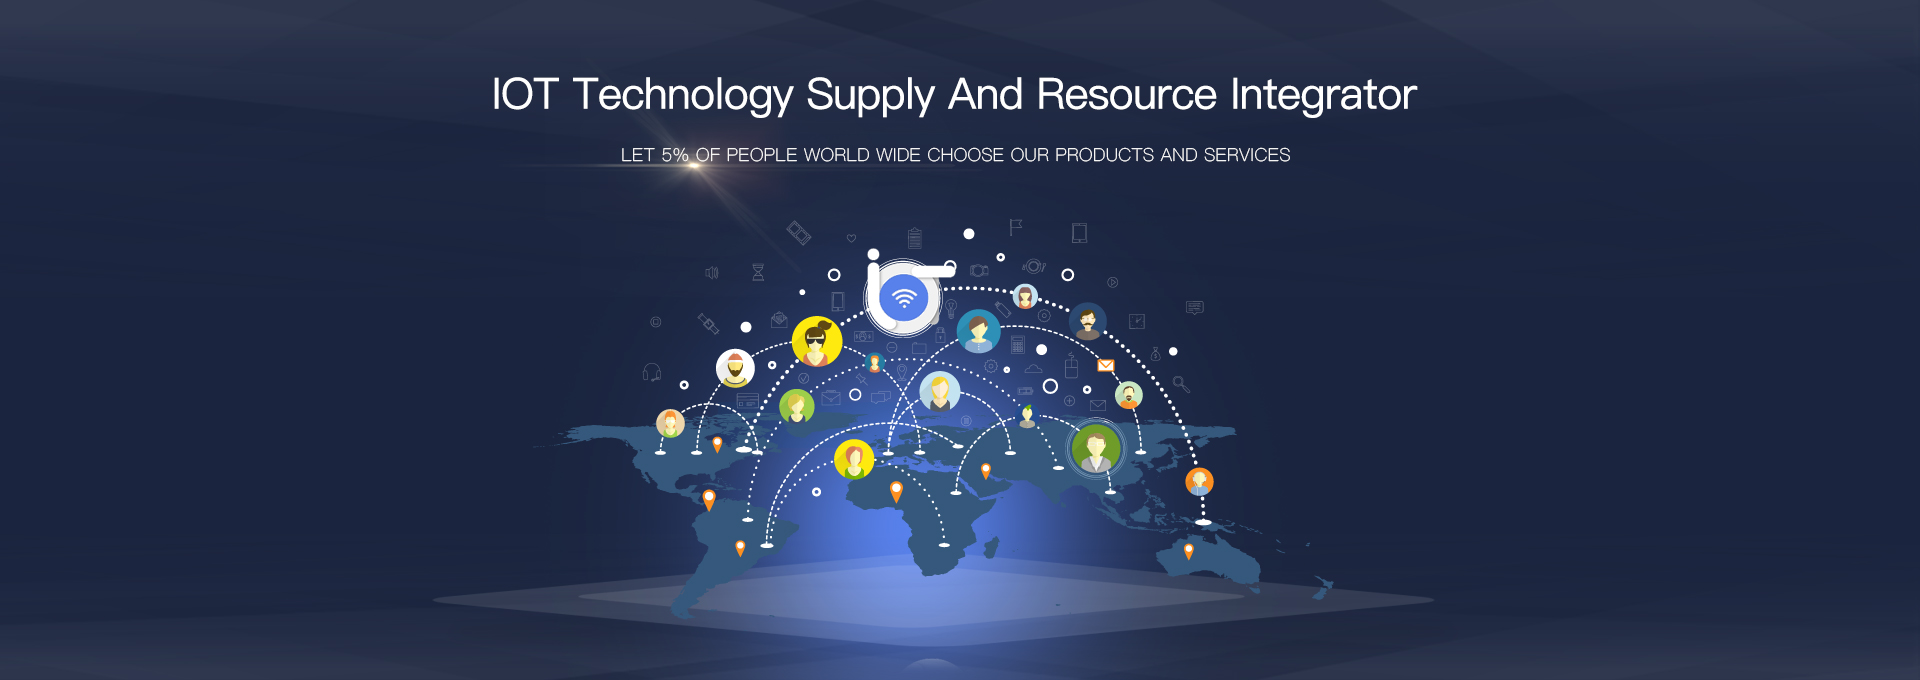 IOT Technology Supply And Resource Integrator
LET 5% OF PEOPLE WORLD WIDE CHOOSE OUR PRODUCTS AND SERVICES